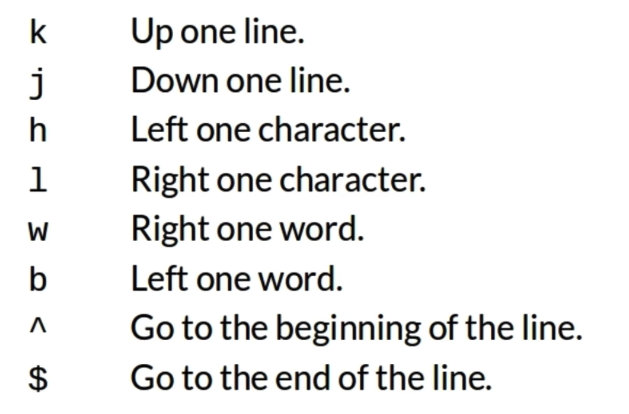 k Up one line.
j Down one line.
h Left one character.
l Right one character.
w Right one word.
b Left one word.
^ Go to the beginning of the line.
$ Go to the end of the line.